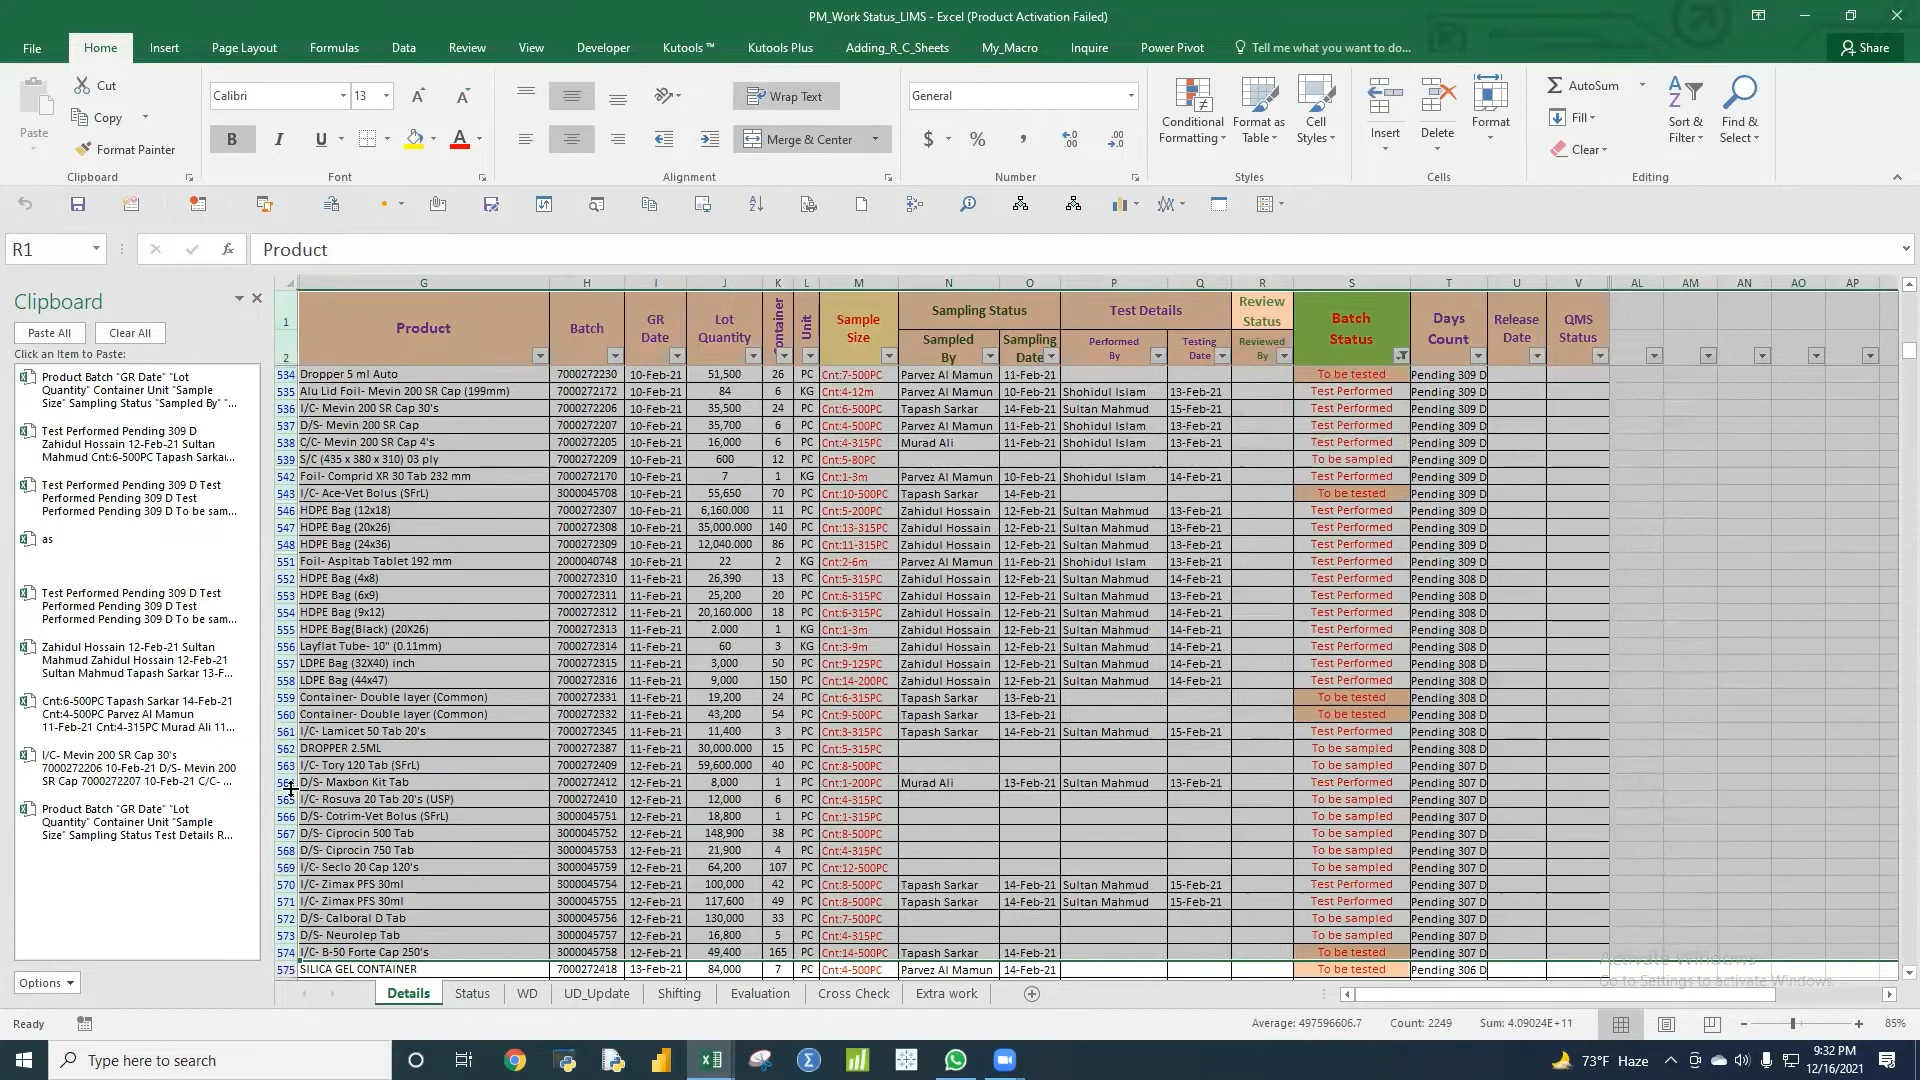 PM_Work Status_LIMS - Excel (Product Activation Failed)
File Home Insert Page Layout Formulas Data Review View Developer Kutools ™ Kutools Plus Adding_R_C_Sheets My_Macro Inquire Power Pivot Tell me what you want to do... Share
Cut
Copy
Format Painter
Paste
Calibri 13
B I U
Wrap Text
Merge & Center
General
$ %
Conditional Formatting
Format as Table
Cell Styles
Insert Delete Format
AutoSum
Fill
Clear
Sort & Filter
Find & Select
Clipboard Font Alignment Number Styles Cells Editing
R1 Product
Clipboard
Paste All Clear All
Click an Item to Paste:
Product Batch "GR Date" "Lot
Quantity" Container Unit "Sample
Size" Sampling Status "Sampled By" "...
Test Performed Pending 309 D
Zahidul Hossain 12-Feb-21 Sultan
Mahmud Cnt:6-500PC Tapash Sarka...
Test Performed Pending 309 D Test
Performed Pending 309 D Test
Performed Pending 309 D To be sam...
as
Test Performed Pending 309 D Test
Performed Pending 309 D Test
Performed Pending 309 D To be sam...
Zahidul Hossain 12-Feb-21 Sultan
Mahmud Zahidul Hossain 12-Feb-21
Sultan Mahmud Tapash Sarkar 13-F...
Cnt:6-500PC Tapash Sarkar 14-Feb-21
Cnt:4-500PC Parvez Al Mamun
11-Feb-21 Cnt:4-315PC Murad Ali 11...
I/C- Mevin 200 SR Cap 30's
7000272206 10-Feb-21 D/S- Mevin 200
SR Cap 7000272207 10-Feb-21 C/C- ...
Product Batch "GR Date" "Lot
Quantity" Container Unit "Sample
Size" Sampling Status Test Details R...
Options
G H I J K L M N O P Q R S T U V AL AM AN AO AP
1 Product Batch GR Date Lot Quantity Container Unit Sample Size Sampling Status Test Details Review Status Batch Status Days Count Release Date QMS Status
2 Sampled By Sampling Date Performed By Testing Date Reviewed By
534 Dropper 5 ml Auto 7000272230 10-Feb-21 51,500 26 PC Cnt:7-500PC Parvez Al Mamun 11-Feb-21 To be tested Pending 309 D
535 Alu Lid Foil- Mevin 200 SR Cap (199mm) 7000272172 10-Feb-21 84 6 KG Cnt:4-12m Parvez Al Mamun 10-Feb-21 Shohidul Islam 13-Feb-21 Test Performed Pending 309 D
536 I/C- Mevin 200 SR Cap 30's 7000272206 10-Feb-21 35,500 24 PC Cnt:6-500PC Tapash Sarkar 14-Feb-21 Sultan Mahmud 15-Feb-21 Test Performed Pending 309 D
537 D/S- Mevin 200 SR Cap 7000272207 10-Feb-21 35,700 6 PC Cnt:4-500PC Parvez Al Mamun 11-Feb-21 Shohidul Islam 13-Feb-21 Test Performed Pending 309 D
538 C/C- Mevin 200 SR Cap 4's 7000272205 10-Feb-21 16,000 6 PC Cnt:4-315PC Murad Ali 11-Feb-21 Shohidul Islam 13-Feb-21 Test Performed Pending 309 D
539 S/C (435 x 380 x 310) 03 ply 7000272209 10-Feb-21 600 12 PC Cnt:5-80PC To be sampled Pending 309 D
542 Foil- Comprid XR 30 Tab 232 mm 7000272170 10-Feb-21 7 1 KG Cnt:1-3m Parvez Al Mamun 10-Feb-21 Shohidul Islam 14-Feb-21 Test Performed Pending 309 D
543 I/C- Ace-Vet Bolus (SFrL) 3000045708 10-Feb-21 55,650 70 PC Cnt:10-500PC Tapash Sarkar 14-Feb-21 To be tested Pending 309 D
546 HDPE Bag (12x18) 7000272307 10-Feb-21 6,160.000 11 PC Cnt:5-200PC Zahidul Hossain 12-Feb-21 Sultan Mahmud 13-Feb-21 Test Performed Pending 309 D
547 HDPE Bag (20x26) 7000272308 10-Feb-21 35,000.000 140 PC Cnt:13-315PC Zahidul Hossain 12-Feb-21 Sultan Mahmud 13-Feb-21 Test Performed Pending 309 D
548 HDPE Bag (24x36) 7000272309 10-Feb-21 12,040.000 86 PC Cnt:11-315PC Zahidul Hossain 12-Feb-21 Sultan Mahmud 13-Feb-21 Test Performed Pending 309 D
551 Foil- Aspitab Tablet 192 mm 2000040748 10-Feb-21 22 2 KG Cnt:2-6m Parvez Al Mamun 11-Feb-21 Shohidul Islam 13-Feb-21 Test Performed Pending 309 D
552 HDPE Bag (4x8) 7000272310 11-Feb-21 26,390 13 PC Cnt:5-315PC Zahidul Hossain 12-Feb-21 Sultan Mahmud 14-Feb-21 Test Performed Pending 308 D
553 HDPE Bag (6x9) 7000272311 11-Feb-21 25,200 20 PC Cnt:6-315PC Zahidul Hossain 12-Feb-21 Sultan Mahmud 14-Feb-21 Test Performed Pending 308 D
554 HDPE Bag (9x12) 7000272312 11-Feb-21 20,160.000 18 PC Cnt:6-315PC Zahidul Hossain 12-Feb-21 Sultan Mahmud 14-Feb-21 Test Performed Pending 308 D
555 HDPE Bag(Black) (20X26) 7000272313 11-Feb-21 2.000 1 KG Cnt:1-3m Zahidul Hossain 12-Feb-21 Sultan Mahmud 14-Feb-21 Test Performed Pending 308 D
556 Layflat Tube- 10" (0.11mm) 7000272314 11-Feb-21 60 3 KG Cnt:3-9m Zahidul Hossain 12-Feb-21 Sultan Mahmud 14-Feb-21 Test Performed Pending 308 D
557 LDPE Bag (32X40) inch 7000272315 11-Feb-21 3,000 50 PC Cnt:9-125PC Zahidul Hossain 12-Feb-21 Sultan Mahmud 14-Feb-21 Test Performed Pending 308 D
558 LDPE Bag (44x47) 7000272316 11-Feb-21 9,000 150 PC Cnt:14-200PC Zahidul Hossain 12-Feb-21 Sultan Mahmud 14-Feb-21 Test Performed Pending 308 D
559 Container- Double layer (Common) 7000272331 11-Feb-21 19,200 24 PC Cnt:6-315PC Tapash Sarkar 13-Feb-21 To be tested Pending 308 D
560 Container- Double layer (Common) 7000272332 11-Feb-21 43,200 54 PC Cnt:9-500PC Tapash Sarkar 13-Feb-21 To be tested Pending 308 D
561 I/C- Lamicet 50 Tab 20's 7000272345 11-Feb-21 11,400 3 PC Cnt:3-315PC Tapash Sarkar 14-Feb-21 Sultan Mahmud 15-Feb-21 Test Performed Pending 308 D
562 DROPPER 2.5ML 7000272387 11-Feb-21 30,000.000 15 PC Cnt:5-315PC To be sampled Pending 308 D
563 I/C- Tory 120 Tab (SFrL) 7000272409 12-Feb-21 59,600.000 40 PC Cnt:8-500PC To be sampled Pending 307 D
564 D/S- Maxbon Kit Tab 7000272412 12-Feb-21 8,000 1 PC Cnt:1-200PC Murad Ali 13-Feb-21 Sultan Mahmud 13-Feb-21 Test Performed Pending 307 D
565 I/C- Rosuva 20 Tab 20's (USP) 7000272410 12-Feb-21 12,000 6 PC Cnt:4-315PC To be sampled Pending 307 D
566 D/S- Cotrim-Vet Bolus (SFrL) 3000045751 12-Feb-21 18,800 1 PC Cnt:1-315PC To be sampled Pending 307 D
567 D/S- Ciprocin 500 Tab 3000045752 12-Feb-21 148,900 38 PC Cnt:8-500PC To be sampled Pending 307 D
568 D/S- Ciprocin 750 Tab 3000045753 12-Feb-21 21,900 4 PC Cnt:4-315PC To be sampled Pending 307 D
569 I/C- Seclo 20 Cap 120's 3000045759 12-Feb-21 64,200 107 PC Cnt:12-500PC To be sampled Pending 307 D
570 I/C- Zimax PFS 30ml 3000045754 12-Feb-21 100,000 42 PC Cnt:8-500PC Tapash Sarkar 14-Feb-21 Sultan Mahmud 15-Feb-21 Test Performed Pending 307 D
571 I/C- Zimax PFS 30ml 3000045755 12-Feb-21 117,600 49 PC Cnt:8-500PC Tapash Sarkar 14-Feb-21 Sultan Mahmud 15-Feb-21 Test Performed Pending 307 D
572 D/S- Calboral D Tab 3000045756 12-Feb-21 130,000 33 PC Cnt:7-500PC To be sampled Pending 307 D
573 D/S- Neurolep Tab 3000045757 12-Feb-21 16,800 5 PC Cnt:4-315PC To be sampled Pending 307 D
574 I/C- B-50 Forte Cap 250's 3000045758 12-Feb-21 49,400 165 PC Cnt:14-500PC Tapash Sarkar 14-Feb-21 To be tested Pending 307 D
575 SILICA GEL CONTAINER 7000272418 13-Feb-21 84,000 7 PC Cnt:4-500PC Parvez Al Mamun 14-Feb-21 To be tested Pending 306 D
Activate Windows
Go to Settings to activate Windows.
Details Status WD UD_Update Shifting Evaluation Cross Check Extra work
Ready Average: 497596606.7 Count: 2249 Sum: 4.09024E+11 85%
Type here to search 73°F Haze 9:32 PM
12/16/2021